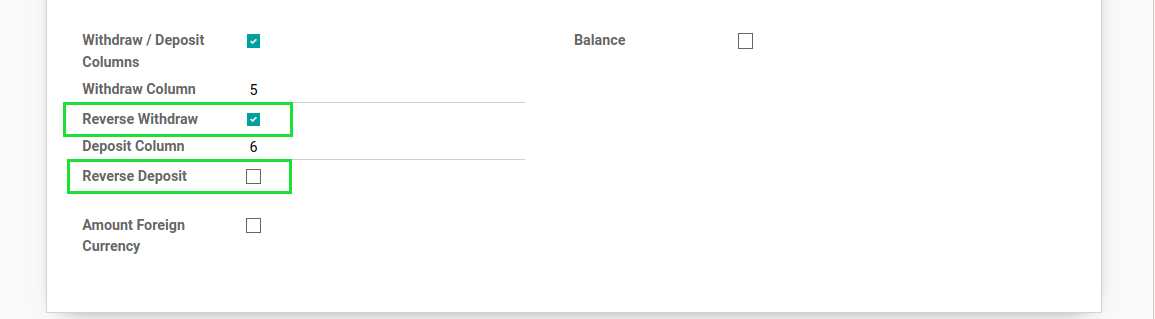 Withdraw / Deposit
Columns
Balance
Withdraw Column 5
Reverse Withdraw
Deposit Column 6
Reverse Deposit
Amount Foreign
Currency